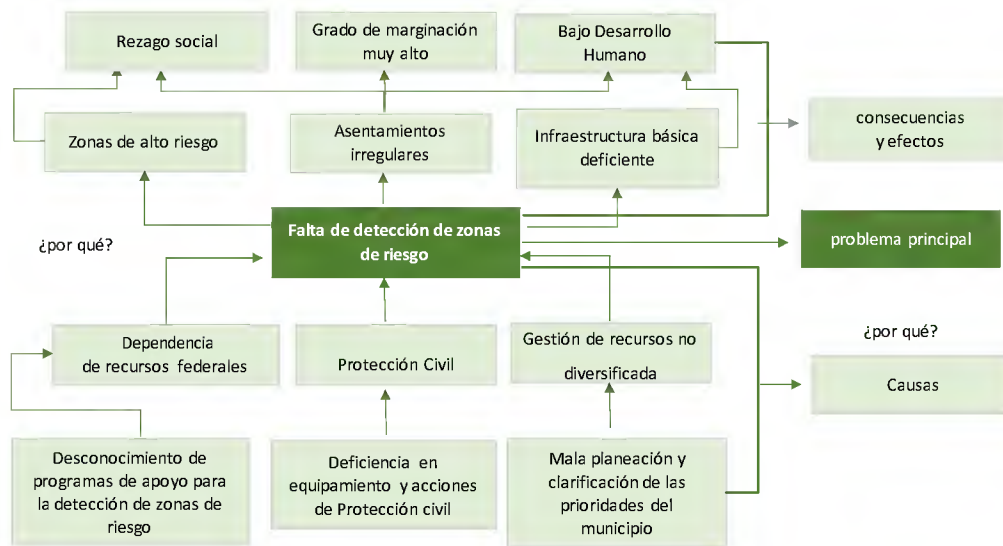 Rezago social
Grado de marginación
muy alto
Bajo Desarrollo
Humano
Zonas de alto riesgo
Asentamientos
irregulares
Infraestructura básica
deficiente
consecuencias
y efectos
¿por qué?
Falta de detección de zonas
de riesgo
problema principal
¿por qué?
Dependencia
de recursos federales
Protección Civil
Gestión de recursos no
diversificada
Causas
Desconocimiento de
programas de apoyo para
la detección de zonas de
riesgo
Deficiencia en
equipamiento y acciones
de Protección civil
Mala planeación y
clarificación de las
prioridades del
municipio